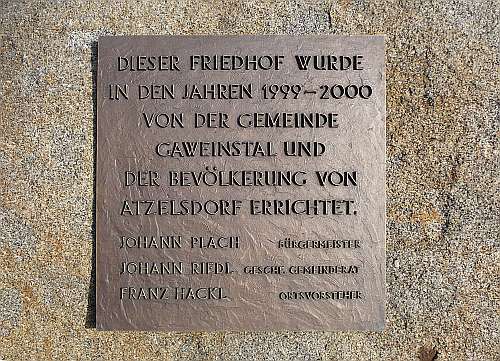 DIESER FRIEDHOF WURDE
IN DEN JAHREN 1999–2000
VON DER GEMEINDE
GAWEINSTAL UND
DER BEVÖLKERUNG VON
ATZELSDORF ERRICHTET.
JOHANN PLACH BÜRGERMEISTER
JOHANN RIEDL GESCHF. GEMEINDERAT
FRANZ HACKL ORTSVORSTEHER